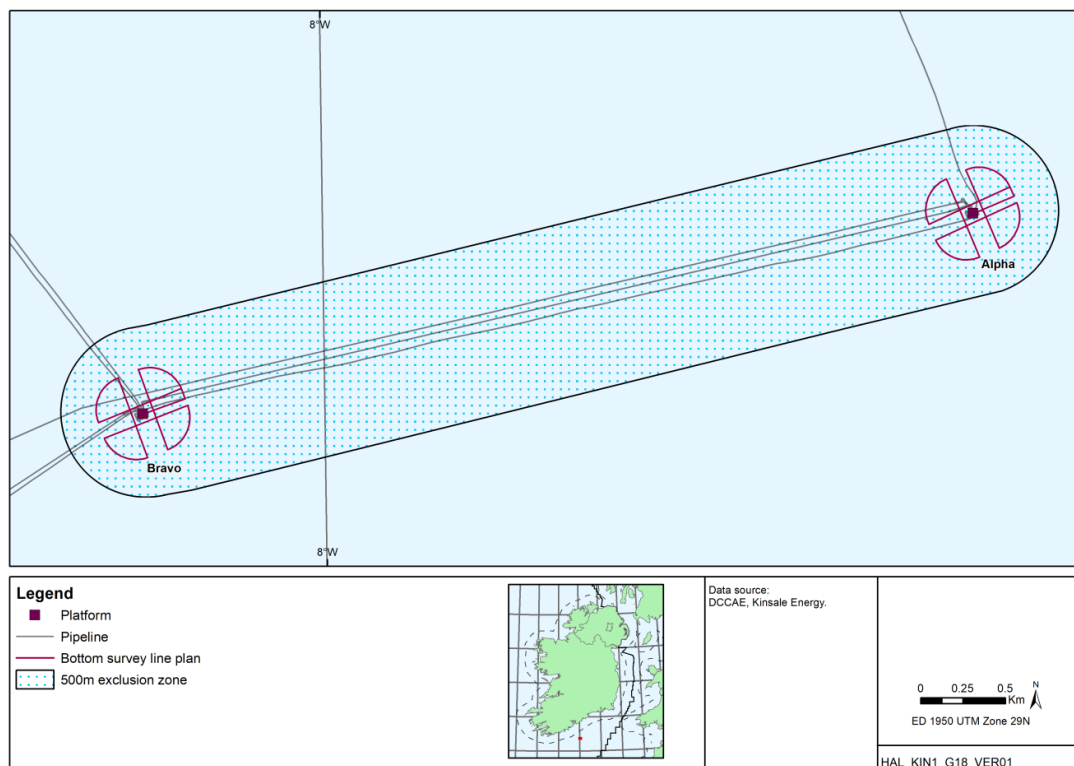 8°W
Alpha
Bravo
8°W
Legend
Platform
Pipeline
Bottom survey line plan
500m exclusion zone
Data source:
DCCAE, Kinsale Energy.
N
0 0.25 0.5
Km
ED 1950 UTM Zone 29N
HAL_KIN1_G18_VER01